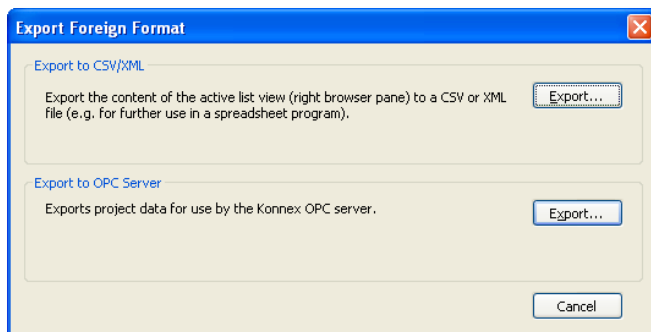 Export Foreign Format
Export to CSV/XML
Export the content of the active list view (right browser pane) to a CSV or XML
file (e.g. for further use in a spreadsheet program).
Export...
Export to OPC Server
Exports project data for use by the Konnex OPC server.
Export...
Cancel